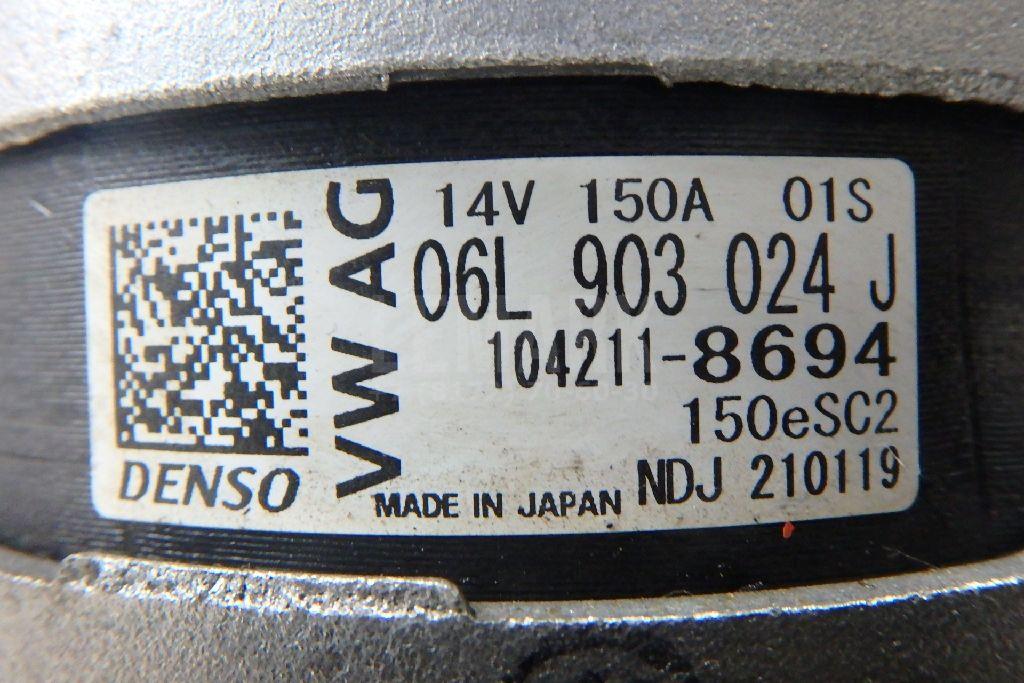 14V 150A 01S
VW AG
06L 903 024 J
104211-8694
150eSC2
NDJ 210119
DENSO
MADE IN JAPAN